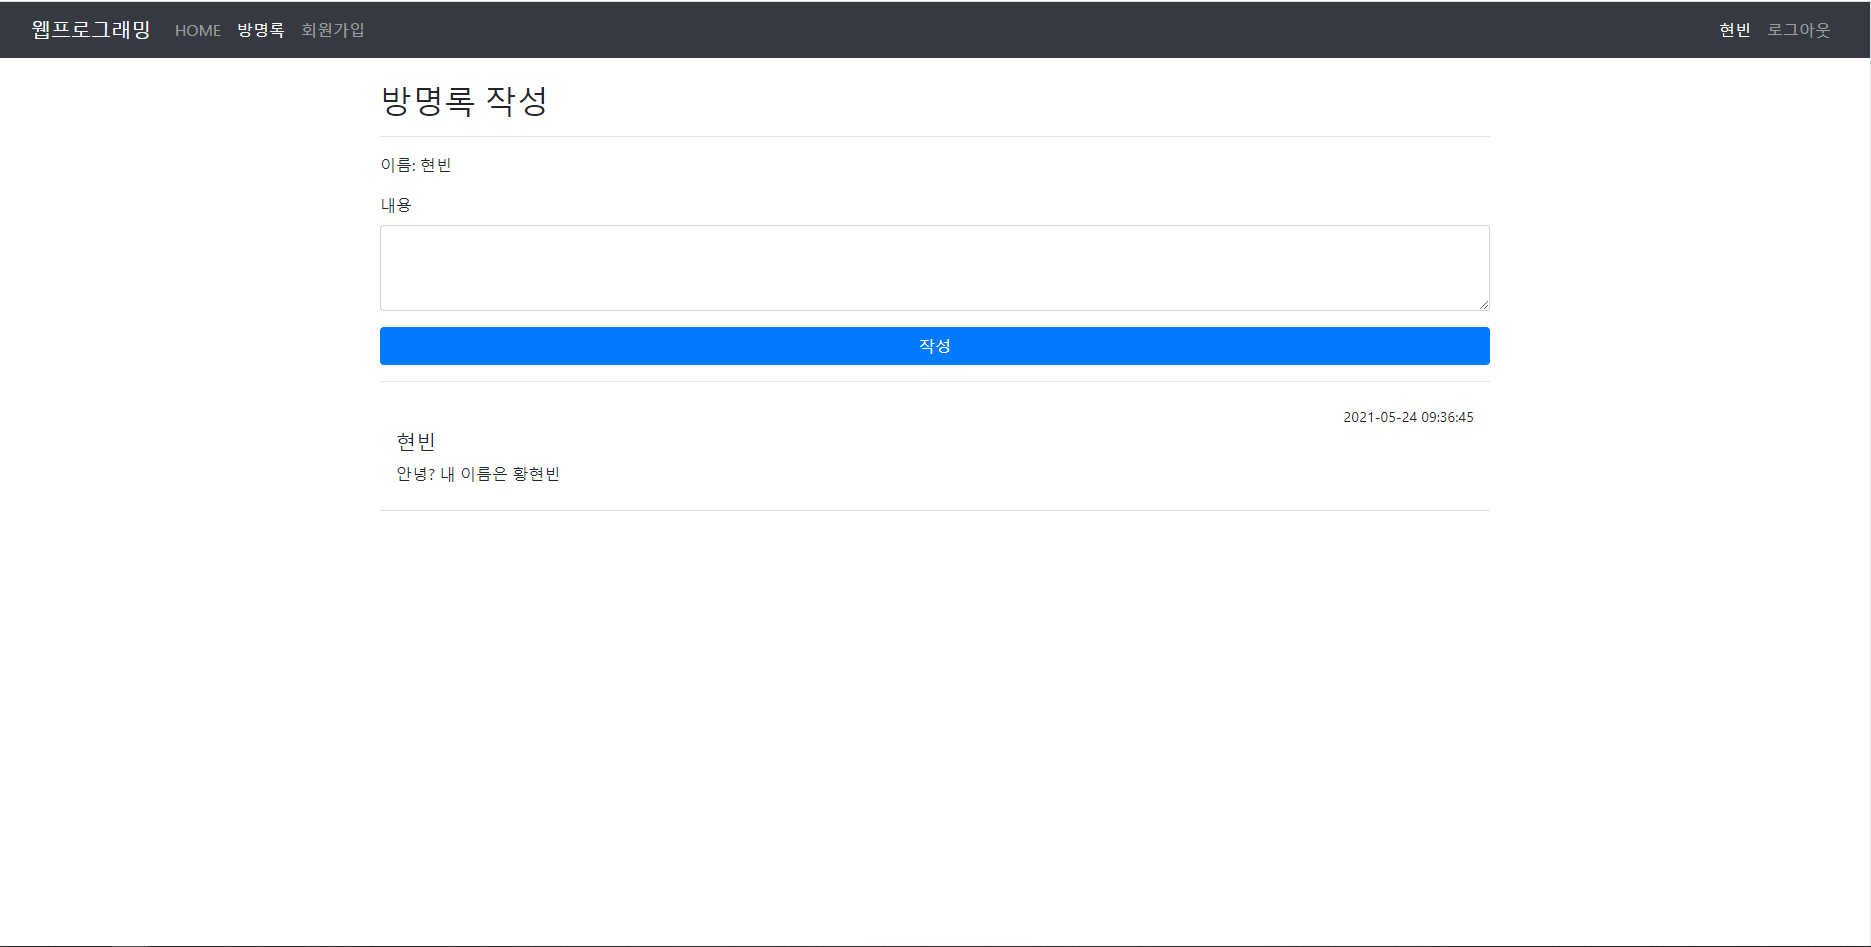 웹프로그래밍 HOME 방명록 회원가입 현빈 로그아웃
방명록 작성
이름: 현빈
내용
작성
2021-05-24 09:36:45
현빈
안녕? 내 이름은 황현빈